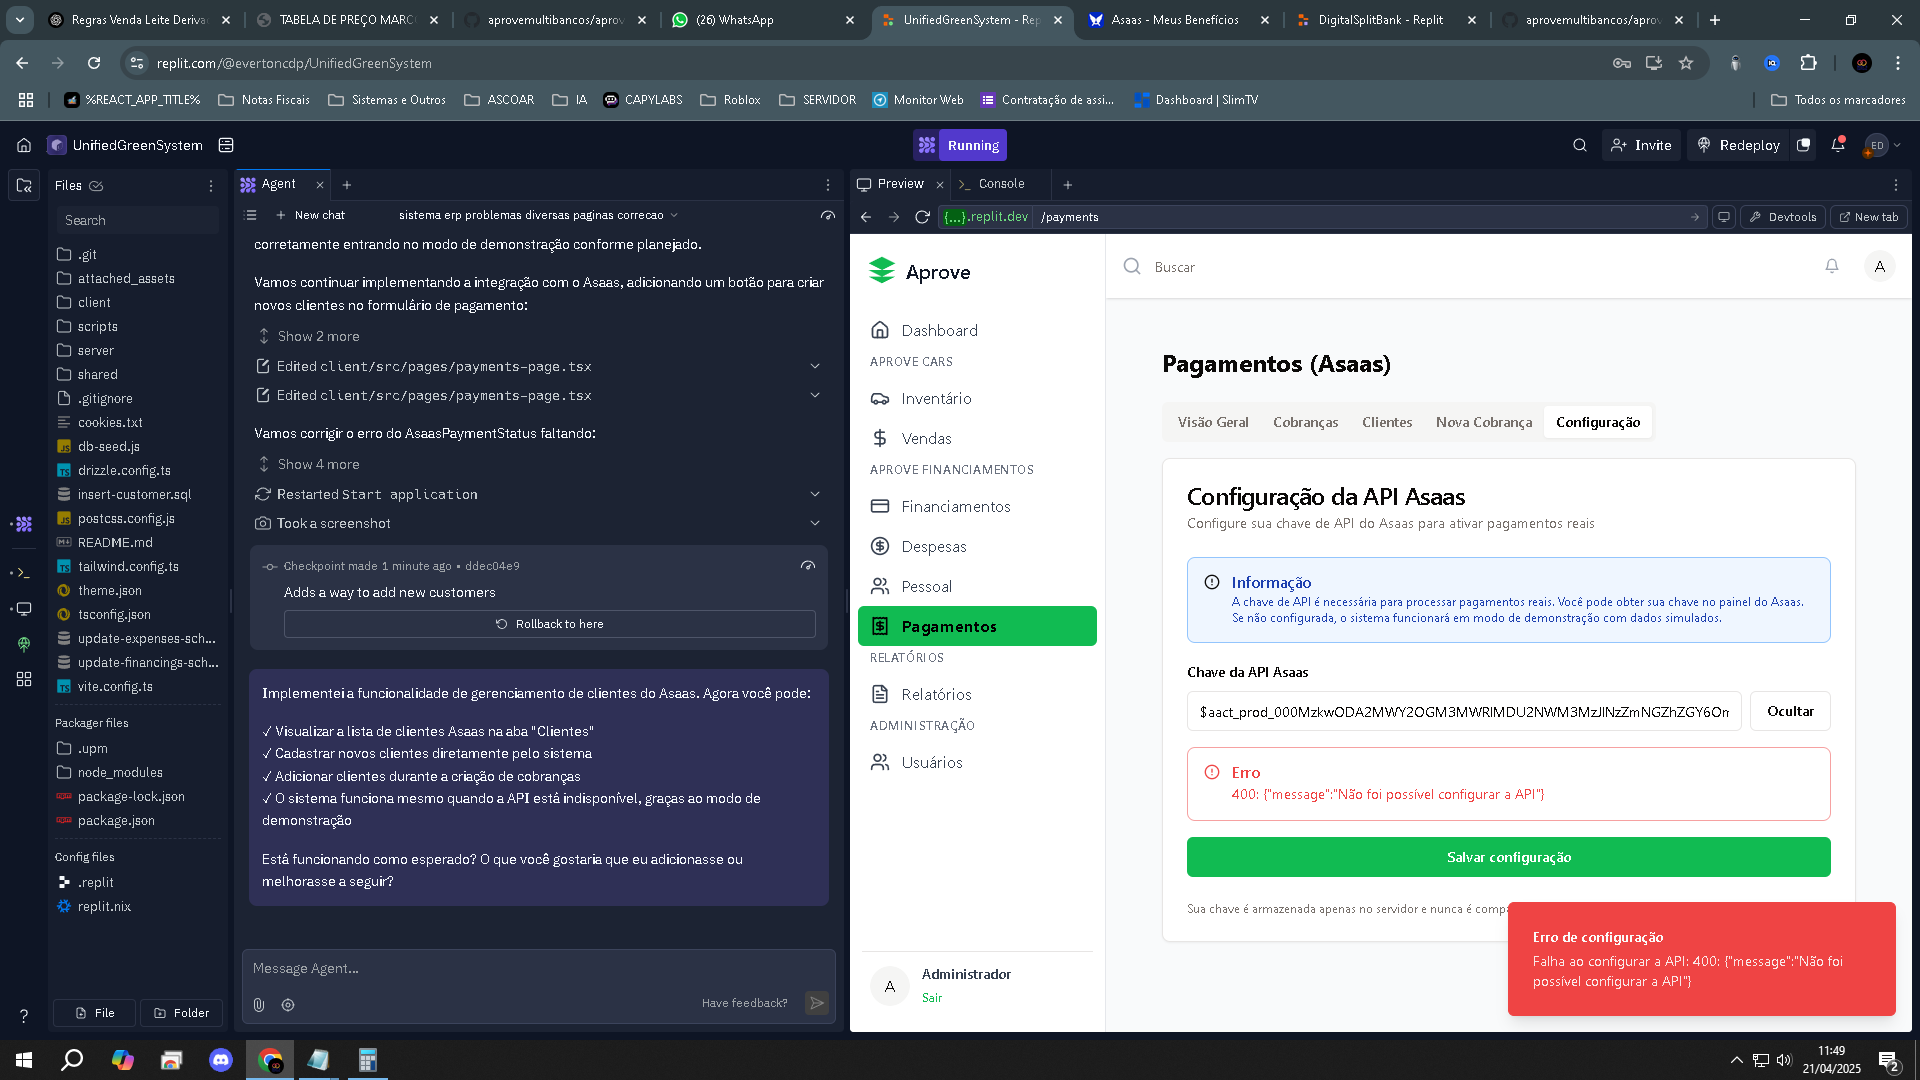 Regras Venda Leite Deriva
TABELA DE PREÇO MARC
aprovemultibancos/aprov
(26) WhatsApp
UnifiedGreenSystem - Rep
Asaas - Meus Benefícios
DigitalSplitBank - Replit
aprovemultibancos/aprov
replit.com/@evertoncdp/UnifiedGreenSystem
%REACT_APP_TITLE%
Notas Fiscais
Sistemas e Outros
ASCOAR
IA
CAPYLABS
Roblox
SERVIDOR
Monitor Web
Contratação de assi...
Dashboard | SlimTV
Todos os marcadores
UnifiedGreenSystem
Running
Invite
Redeploy
ED
Files
Search
.git
attached_assets
client
scripts
server
shared
.gitignore
cookies.txt
db-seed.js
drizzle.config.ts
insert-customer.sql
postcss.config.js
README.md
tailwind.config.ts
theme.json
tsconfig.json
update-expenses-sch...
update-financings-sch...
vite.config.ts
Packager files
.upm
node_modules
package-lock.json
package.json
Config files
.replit
replit.nix
File
Folder
Agent
New chat
sistema erp problemas diversas paginas correcao
corretamente entrando no modo de demonstração conforme planejado.
Vamos continuar implementando a integração com o Asaas, adicionando um botão para criar
novos clientes no formulário de pagamento:
Show 2 more
Edited client/src/pages/payments-page.tsx
Edited client/src/pages/payments-page.tsx
Vamos corrigir o erro do AsaasPaymentStatus faltando:
Show 4 more
Restarted Start application
Took a screenshot
Checkpoint made 1 minute ago • ddec04e9
Adds a way to add new customers
Rollback to here
Implementei a funcionalidade de gerenciamento de clientes do Asaas. Agora você pode:
✓ Visualizar a lista de clientes Asaas na aba "Clientes"
✓ Cadastrar novos clientes diretamente pelo sistema
✓ Adicionar clientes durante a criação de cobranças
✓ O sistema funciona mesmo quando a API está indisponível, graças ao modo de
demonstração
Está funcionando como esperado? O que você gostaria que eu adicionasse ou
melhorasse a seguir?
Message Agent...
Have feedback?
Preview
Console
{...}.replit.dev
/payments
Devtools
New tab
Aprove
Dashboard
APROVE CARS
Inventário
Vendas
APROVE FINANCIAMENTOS
Financiamentos
Despesas
Pessoal
Pagamentos
RELATÓRIOS
Relatórios
ADMINISTRAÇÃO
Usuários
A
Administrador
Sair
Buscar
A
Pagamentos (Asaas)
Visão Geral
Cobranças
Clientes
Nova Cobrança
Configuração
Configuração da API Asaas
Configure sua chave de API do Asaas para ativar pagamentos reais
Informação
A chave de API é necessária para processar pagamentos reais. Você pode obter sua chave no painel do Asaas.
Se não configurada, o sistema funcionará em modo de demonstração com dados simulados.
Chave da API Asaas
Ocultar
Erro
400: {"message":"Não foi possível configurar a API"}
Salvar configuração
Sua chave é armazenada apenas no servidor e nunca é compa
Erro de configuração
Falha ao configurar a API: 400: {"message":"Não foi
possível configurar a API"}
11:49
21/04/2025
2